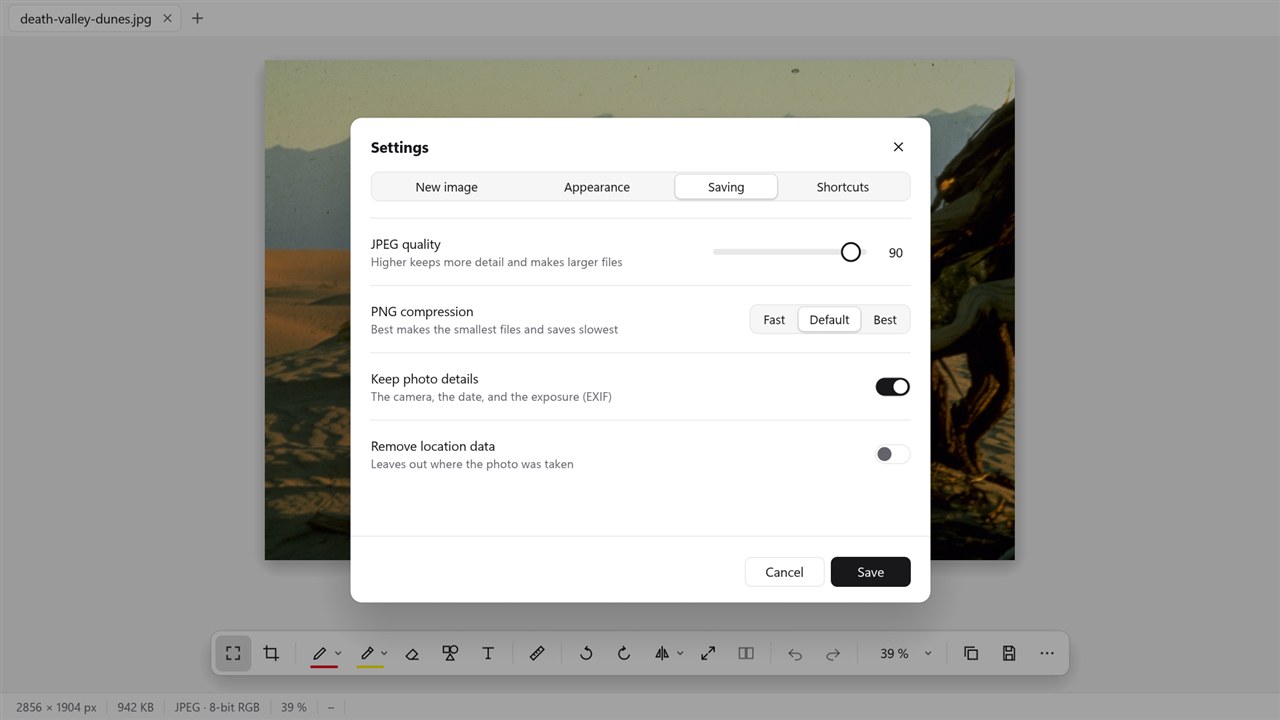 death-valley-dunes.jpg
Settings
New image Appearance Saving Shortcuts
JPEG quality
Higher keeps more detail and makes larger files
90
PNG compression
Best makes the smallest files and saves slowest
Fast Default Best
Keep photo details
The camera, the date, and the exposure (EXIF)
Remove location data
Leaves out where the photo was taken
Cancel Save
T
39 %
2856 × 1904 px 942 KB JPEG · 8-bit RGB 39 % –